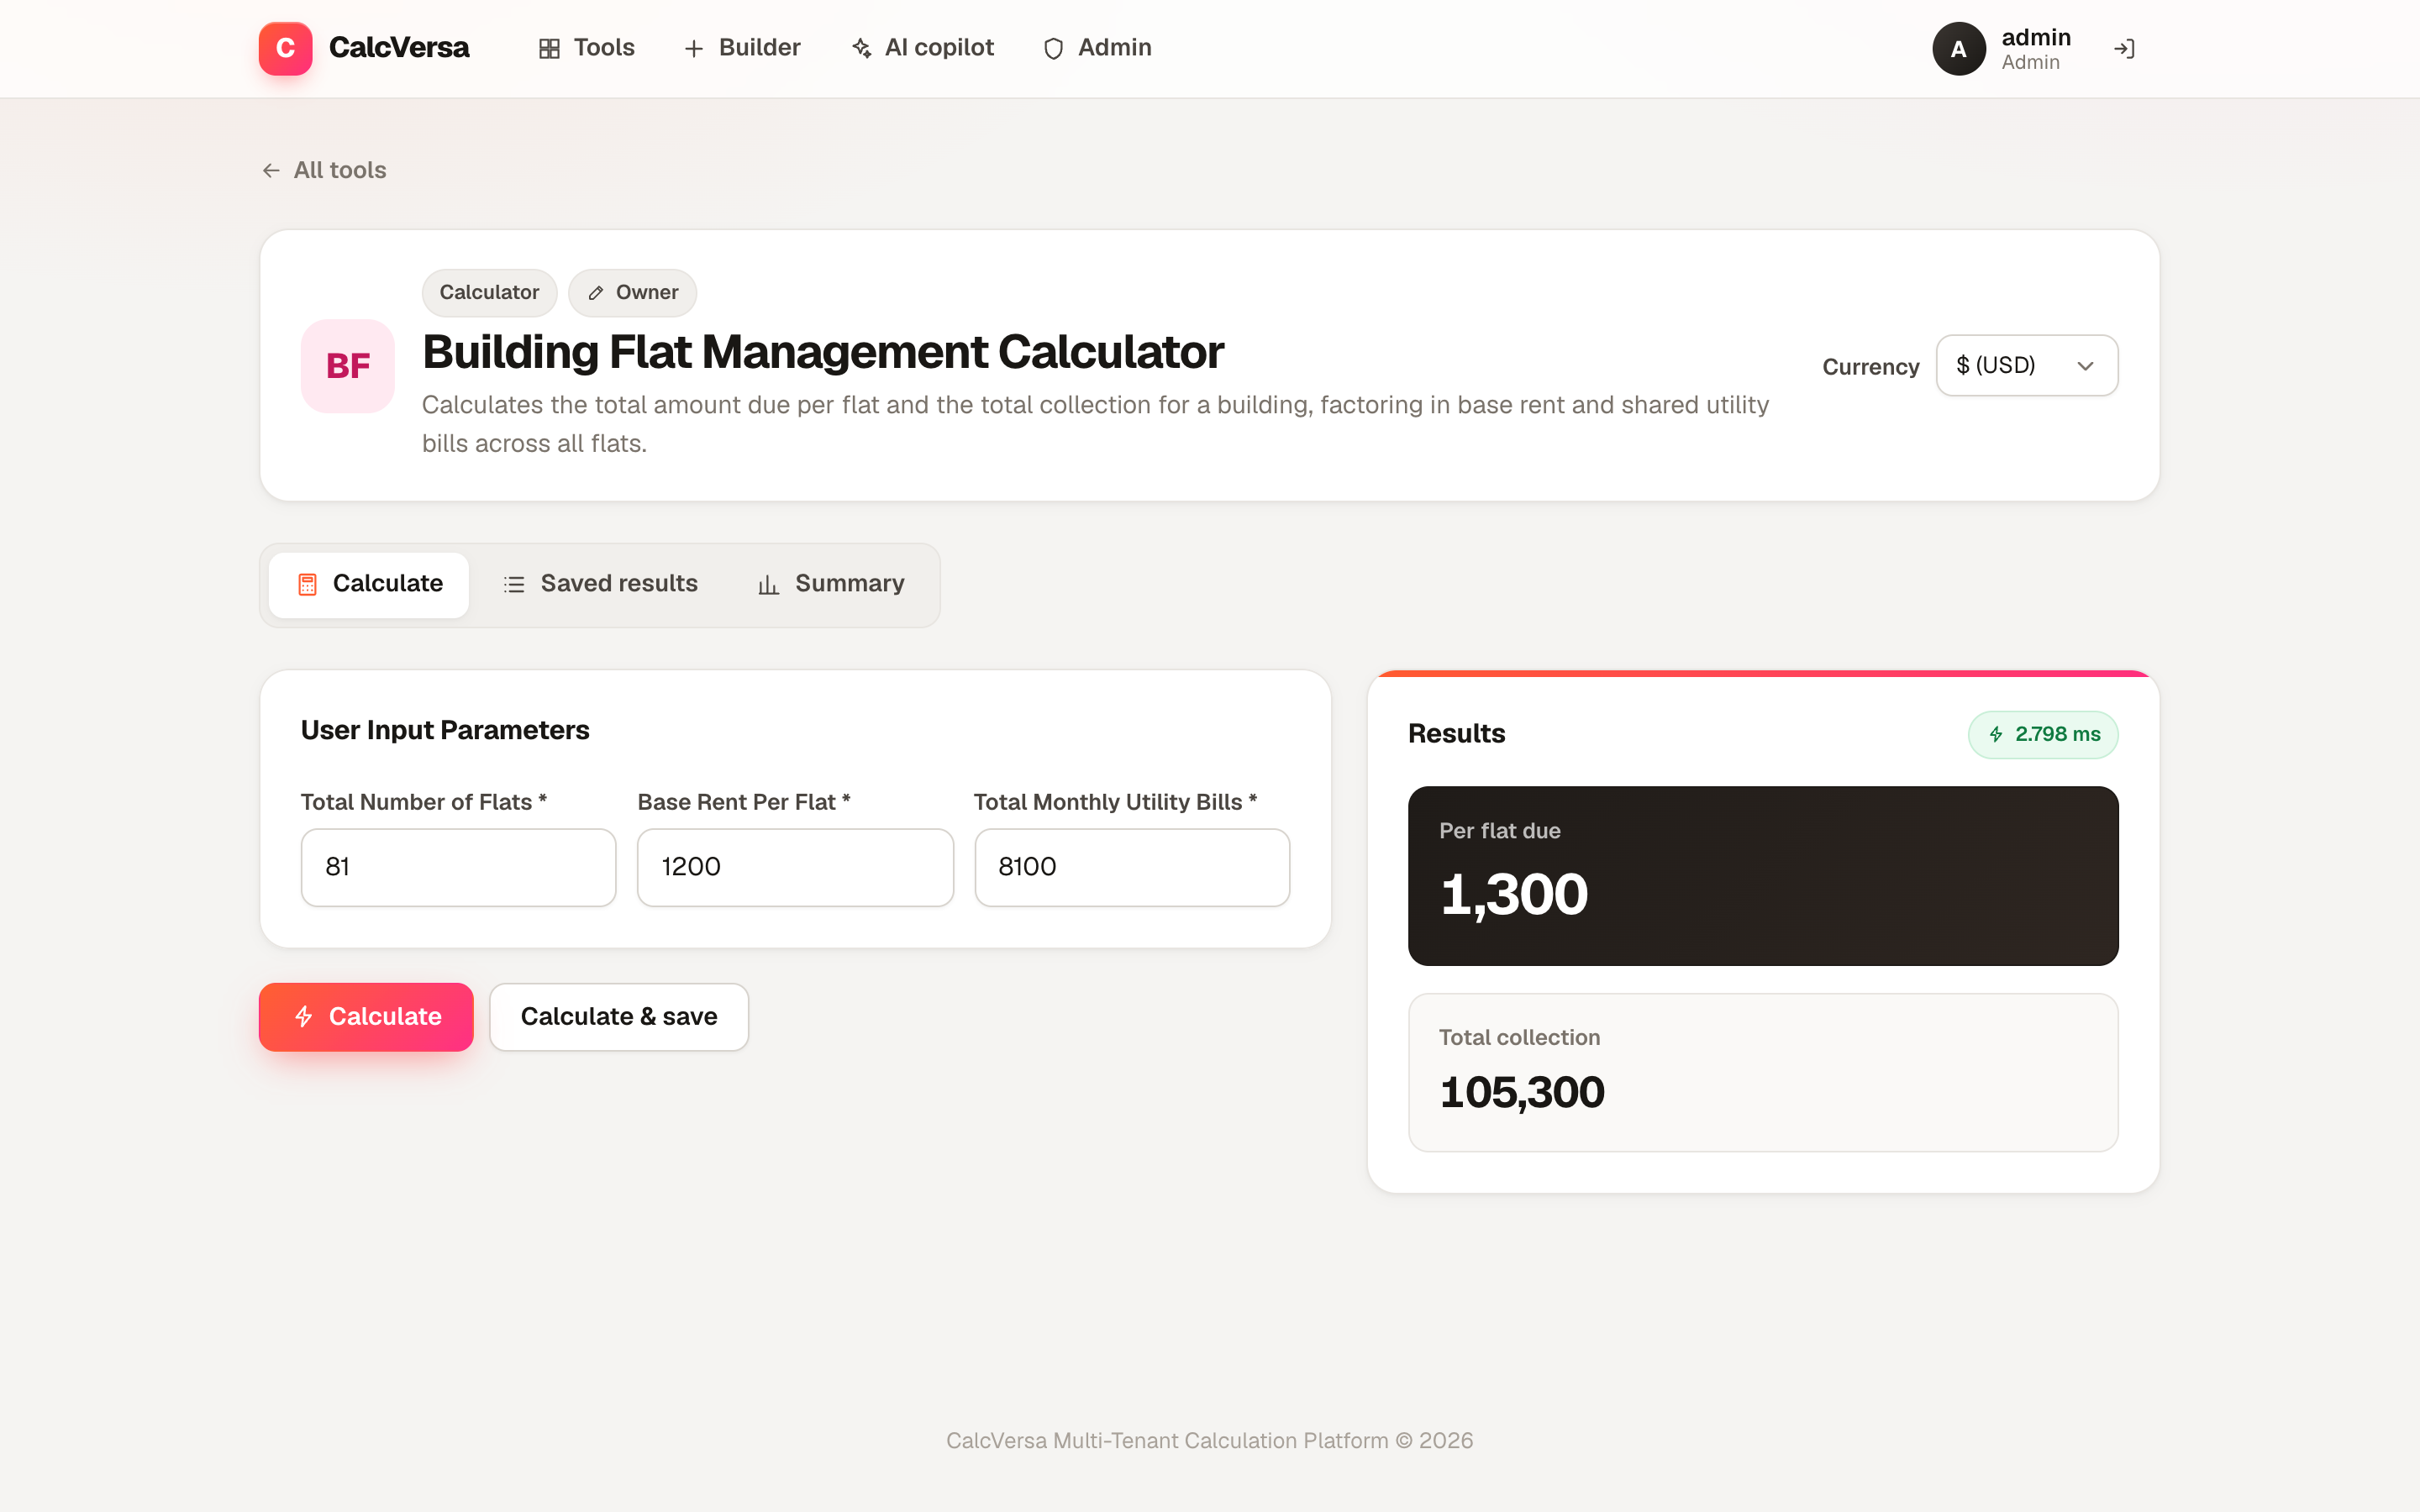 C CalcVersa Tools Builder AI copilot Admin A admin
Admin
All tools
Calculator Owner
BF
Building Flat Management Calculator
Calculates the total amount due per flat and the total collection for a building, factoring in base rent and shared utility
bills across all flats.
Currency $ (USD)
Calculate Saved results Summary
User Input Parameters
Total Number of Flats * Base Rent Per Flat * Total Monthly Utility Bills *
81 1200 8100
Calculate Calculate & save
Results 2.798 ms
Per flat due
1,300
Total collection
105,300
CalcVersa Multi-Tenant Calculation Platform © 2026